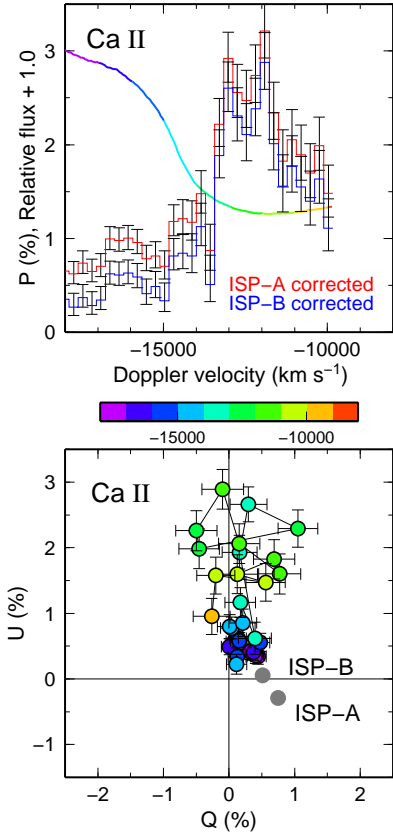 Ca II
3
2
1
0
P (%), Relative flux + 1.0
ISP−A corrected
ISP−B corrected
−15000
−10000
Doppler velocity (km s⁻¹)
−15000
−10000
Ca II
3
2
1
0
−1
U (%)
ISP−B
ISP−A
−2
−1
0
1
2
Q (%)